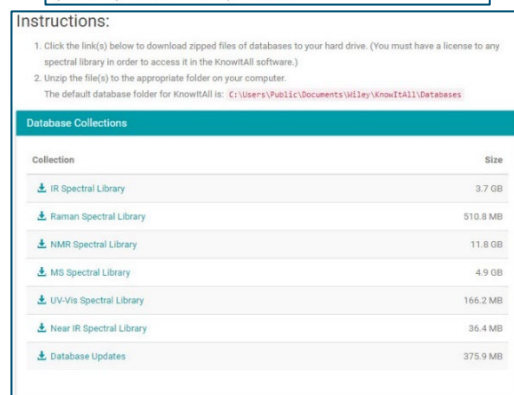 Instructions:
1. Click the link(s) below to download zipped files of databases to your hard drive. (You must have a license to any
spectral library in order to access it in the KnowItAll software.)
2. Unzip the file(s) to the appropriate folder on your computer.
The default database folder for KnowItAll is: C:\Users\Public\Documents\Wiley\KnowItAll\Databases
Database Collections
Collection Size
IR Spectral Library 3.7 GB
Raman Spectral Library 510.8 MB
NMR Spectral Library 11.8 GB
MS Spectral Library 4.9 GB
UV-Vis Spectral Library 166.2 MB
Near IR Spectral Library 36.4 MB
Database Updates 375.9 MB